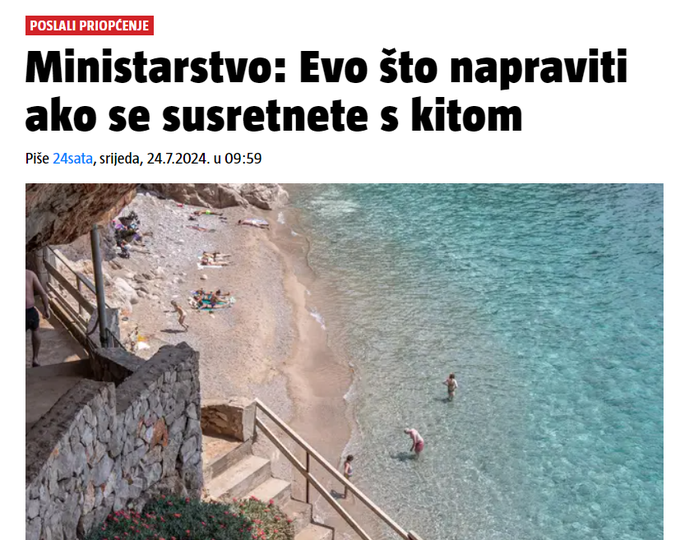 POSLALI PRIOPĆENJE
Ministarstvo: Evo što napraviti
ako se susretnete s kitom
Piše 24sata, srijeda, 24.7.2024. u 09:59